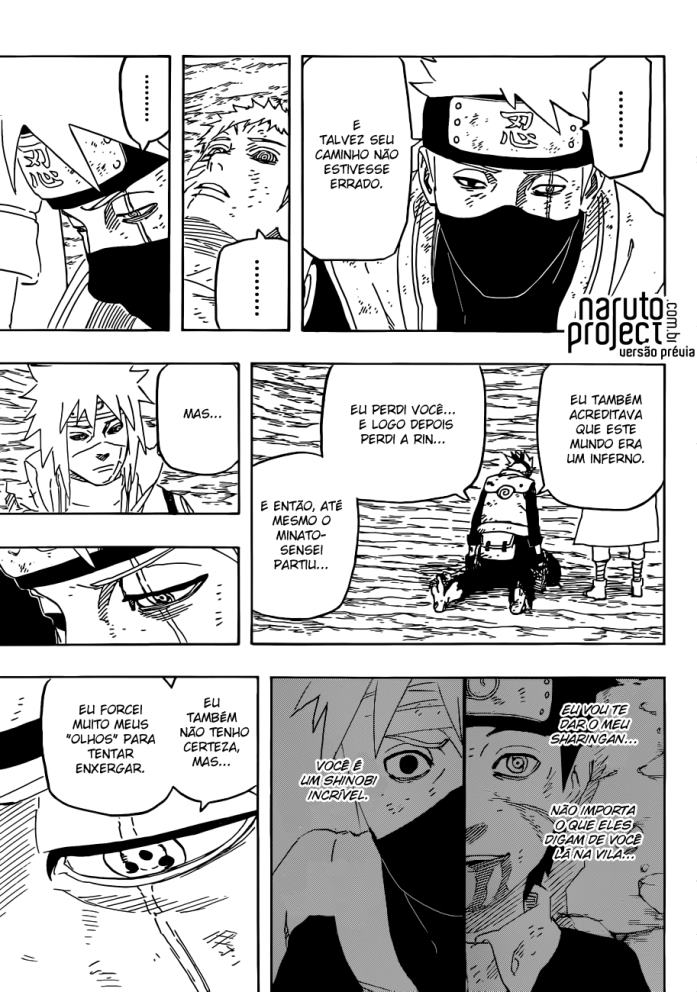 .........
忍
E
TALVEZ SEU
CAMINHO NÃO
ESTIVESSE
ERRADO.
.........
.........
忍
naruto
project
.com.br
versão prévia
EU TAMBÉM
ACREDITAVA
QUE ESTE
MUNDO ERA
UM INFERNO.
EU PERDI VOCÊ...
E LOGO DEPOIS
PERDI A RIN...
E ENTÃO, ATÉ
MESMO O
MINATO-
SENSEI
PARTIU...
MAS...
EU VOU TE
DAR O MEU
SHARINGAN...
NÃO IMPORTA
O QUE ELES
DIGAM DE VOCÊ
LÁ NA VILA...
VOCÊ É
UM SHINOBI
INCRÍVEL.
EU
TAMBÉM
NÃO TENHO
CERTEZA,
MAS...
EU FORCEI
MUITO MEUS
"OLHOS" PARA
TENTAR
ENXERGAR.